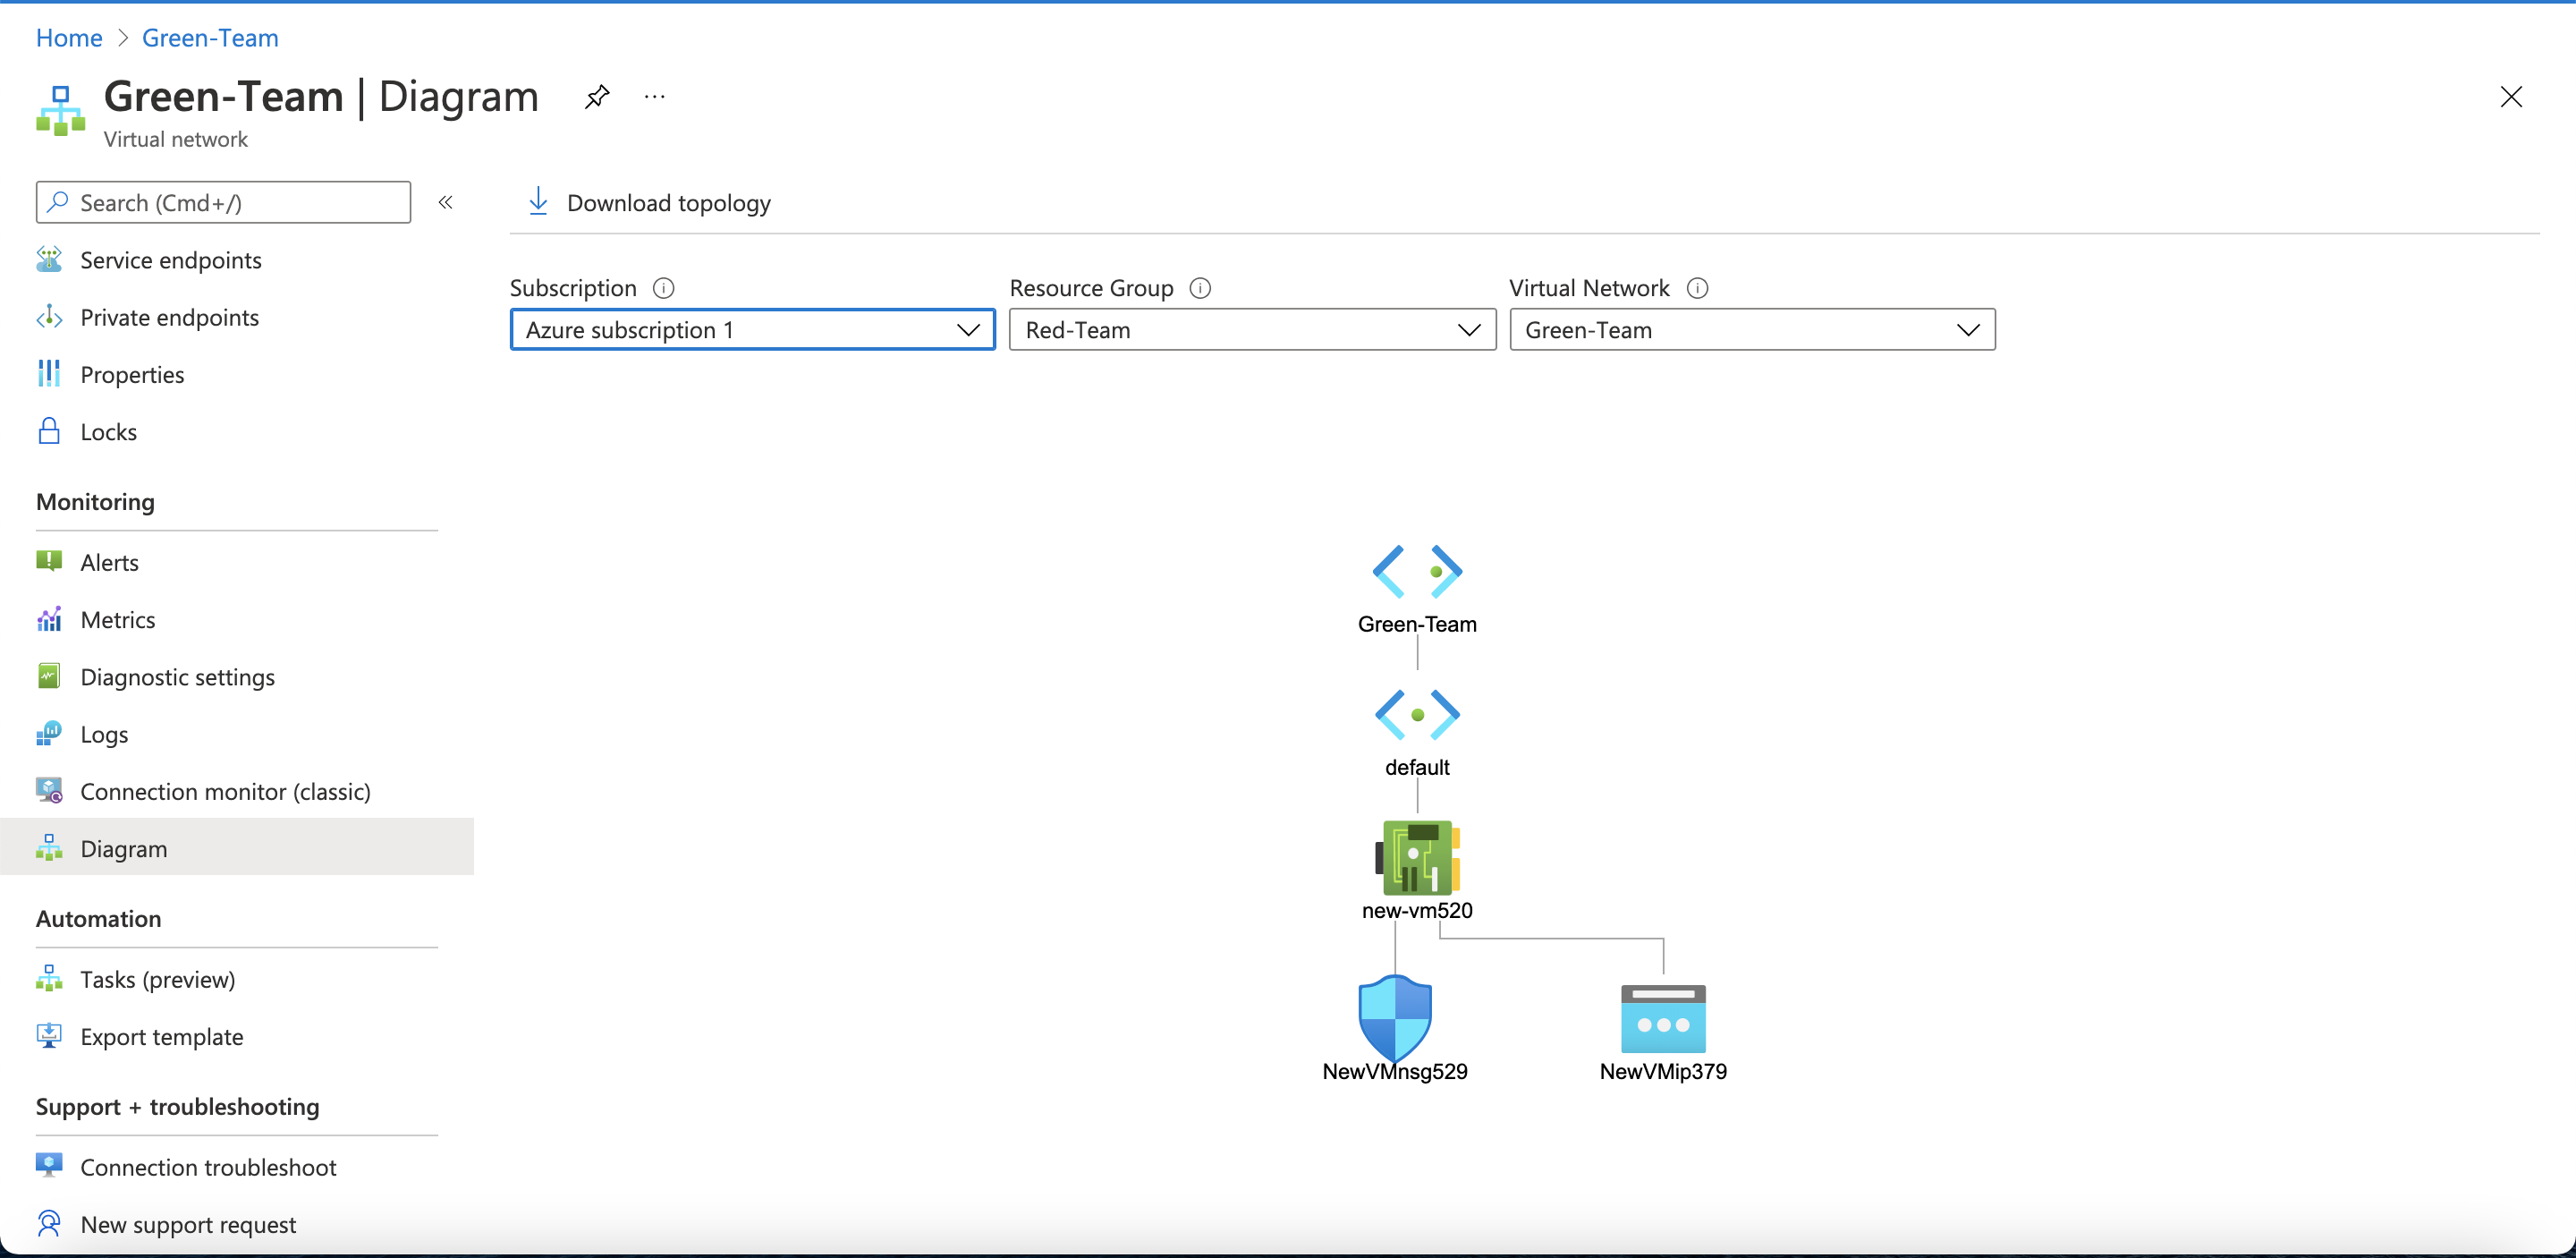 Home > Green-Team
Green-Team | Diagram
Virtual network
Search (Cmd+/)
Service endpoints
Private endpoints
Properties
Locks
Monitoring
Alerts
Metrics
Diagnostic settings
Logs
Connection monitor (classic)
Diagram
Automation
Tasks (preview)
Export template
Support + troubleshooting
Connection troubleshoot
New support request
Download topology
Subscription
Resource Group
Virtual Network
Azure subscription 1
Red-Team
Green-Team
Green-Team
default
new-vm520
NewVMnsg529
NewVMip379